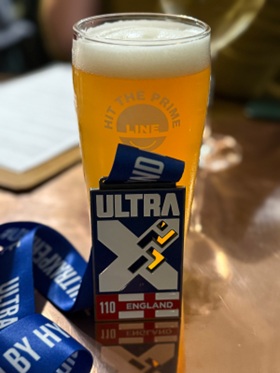 HIT THE PRIME
LINE
ULTRA
X
110 ENGLAND
ULTRA
BY HY